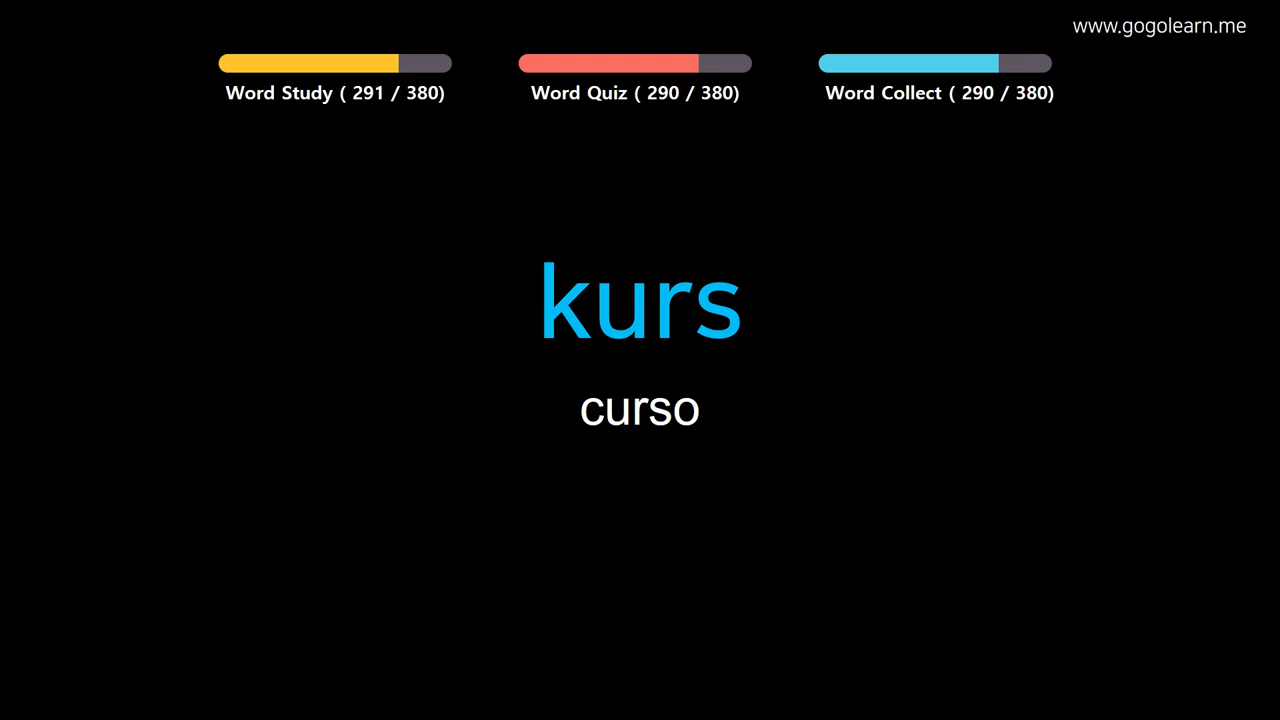 www.gogolearn.me
Word Study ( 291 / 380)
Word Quiz ( 290 / 380)
Word Collect ( 290 / 380)
kurs
curso